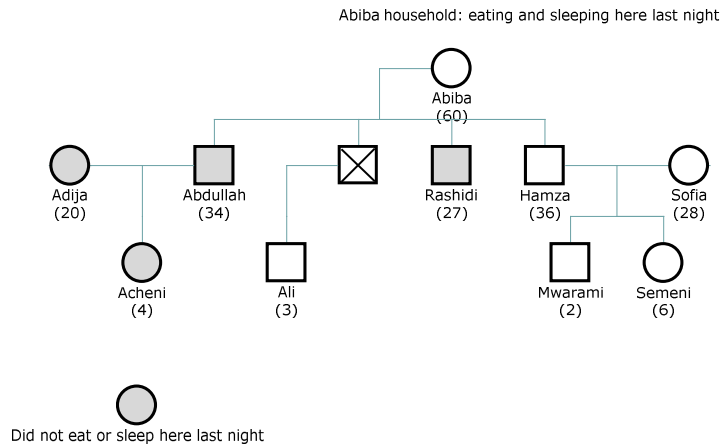 Abiba household: eating and sleeping here last night
Abiba
(60)
Adija
(20)
Abdullah
(34)
Rashidi
(27)
Hamza
(36)
Sofia
(28)
Acheni
(4)
Ali
(3)
Mwarami
(2)
Semeni
(6)
Did not eat or sleep here last night